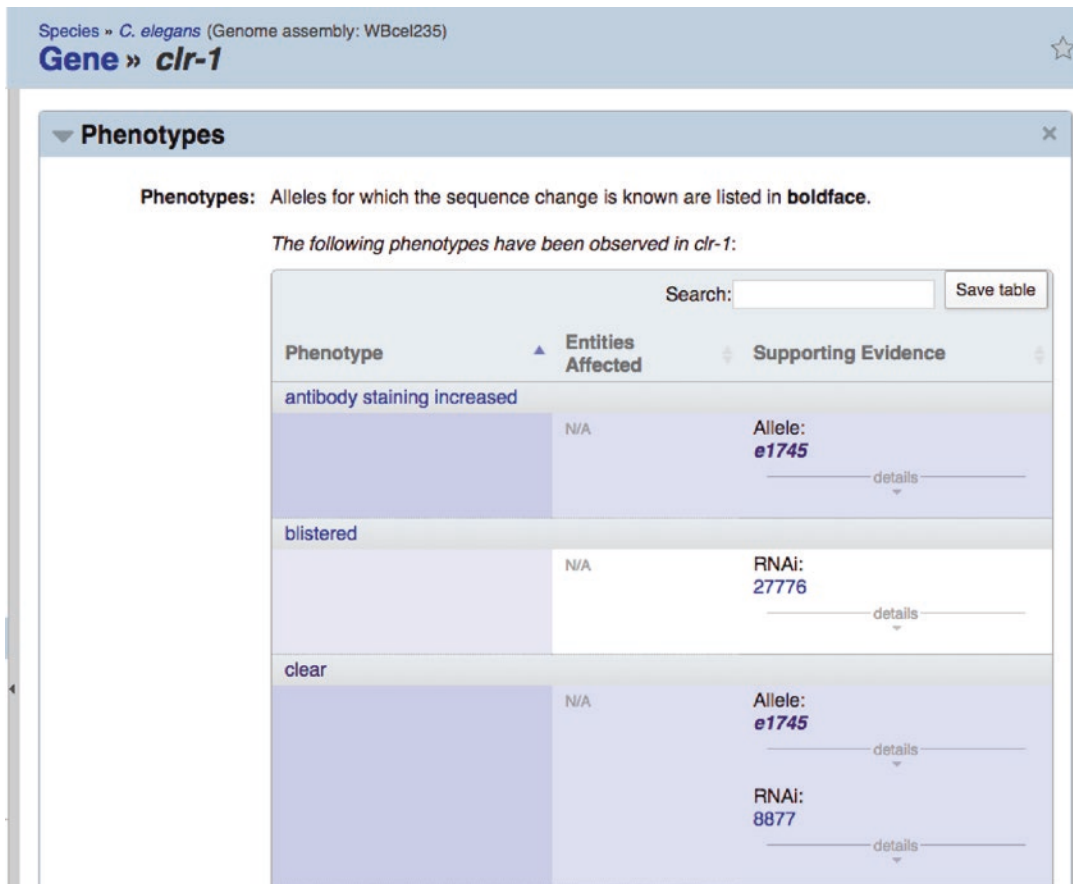 Species » C. elegans (Genome assembly: WBcel235)
Gene » clr-1
Phenotypes
Phenotypes: Alleles for which the sequence change is known are listed in boldface.
The following phenotypes have been observed in clr-1:
Search: Save table
Phenotype Entities Affected Supporting Evidence
antibody staining increased
N/A Allele:
e1745
details
blistered
N/A RNAi:
27776
details
clear
N/A Allele:
e1745
details
RNAi:
8877
details